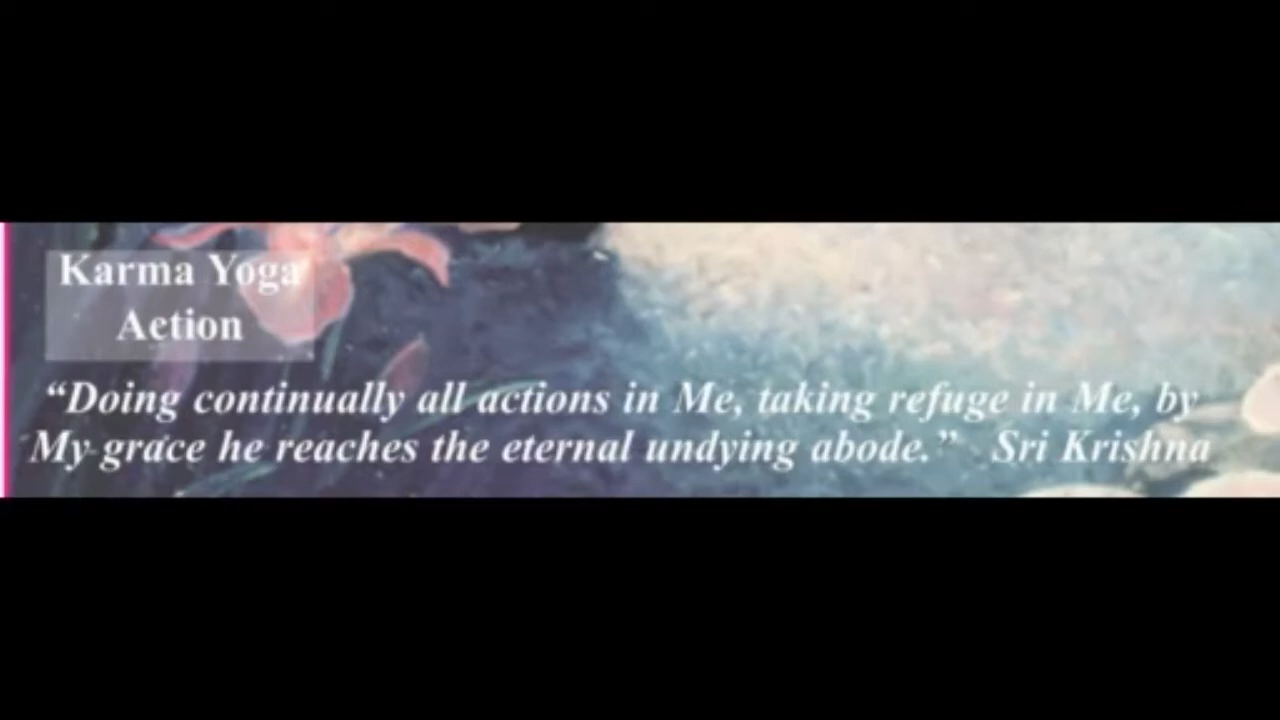 Karma Yoga
Action
“Doing continually all actions in Me, taking refuge in Me, by
My grace he reaches the eternal undying abode.” Sri Krishna